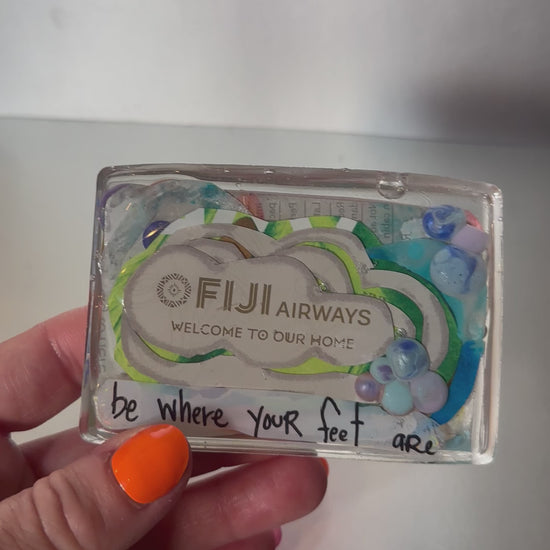 FIJI AIRWAYS
WELCOME TO OUR HOME
be where your feet are